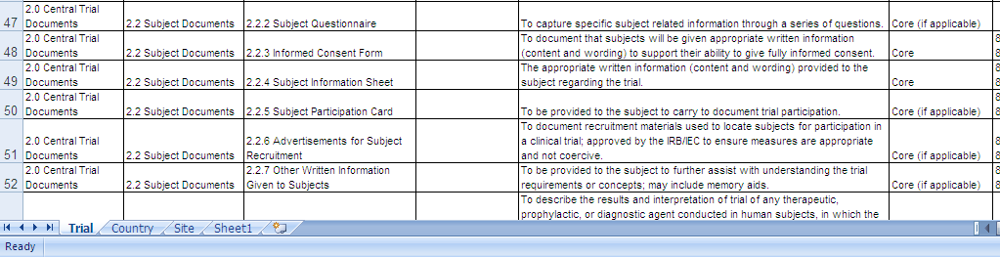 47 2.0 Central Trial Documents 2.2 Subject Documents 2.2.2 Subject Questionnaire To capture specific subject related information through a series of questions. Core (if applicable)
48 2.0 Central Trial Documents 2.2 Subject Documents 2.2.3 Informed Consent Form To document that subjects will be given appropriate written information (content and wording) to support their ability to give fully informed consent. Core 8 8
49 2.0 Central Trial Documents 2.2 Subject Documents 2.2.4 Subject Information Sheet The appropriate written information (content and wording) provided to the subject regarding the trial. Core 8 8
50 2.0 Central Trial Documents 2.2 Subject Documents 2.2.5 Subject Participation Card To be provided to the subject to carry to document trial participation. Core (if applicable) 8 8
51 2.0 Central Trial Documents 2.2 Subject Documents 2.2.6 Advertisements for Subject Recruitment To document recruitment materials used to locate subjects for participation in a clinical trial; approved by the IRB/IEC to ensure measures are appropriate and not coercive. Core (if applicable) 8 8
52 2.0 Central Trial Documents 2.2 Subject Documents 2.2.7 Other Written Information Given to Subjects To be provided to the subject to further assist with understanding the trial requirements or concepts; may include memory aids. Core (if applicable) 8 8
To describe the results and interpretation of trial of any therapeutic, prophylactic, or diagnostic agent conducted in human subjects, in which the
Trial Country Site Sheet1
Ready